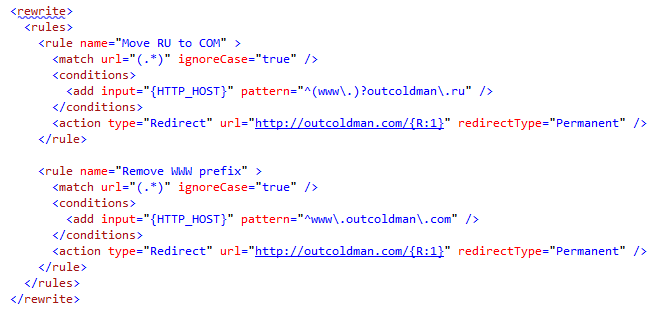 <rewrite>
<rules>
<rule name="Move RU to COM" >
<match url="(.*)" ignoreCase="true" />
<conditions>
<add input="{HTTP_HOST}" pattern="^(www\.)?outcoldman\.ru" />
</conditions>
<action type="Redirect" url="http://outcoldman.com/{R:1}" redirectType="Permanent" />
</rule>
<rule name="Remove WWW prefix" >
<match url="(.*)" ignoreCase="true" />
<conditions>
<add input="{HTTP_HOST}" pattern="^www\.outcoldman\.com" />
</conditions>
<action type="Redirect" url="http://outcoldman.com/{R:1}" redirectType="Permanent" />
</rule>
</rules>
</rewrite>